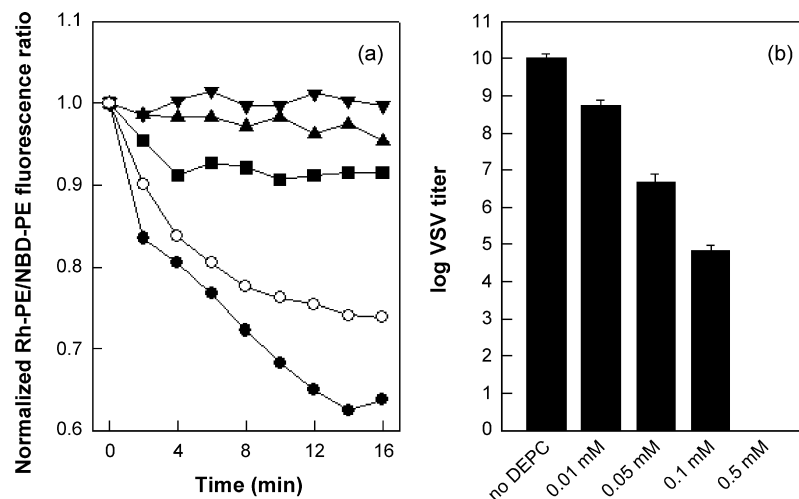 (a)
Normalized Rh-PE/NBD-PE fluorescence ratio
1.1
1.0
0.9
0.8
0.7
0.6
0 4 8 12 16
Time (min)
(b)
log VSV titer
11
10
9
8
7
6
5
4
3
2
1
0
no DEPC
0.01 mM
0.05 mM
0.1 mM
0.5 mM